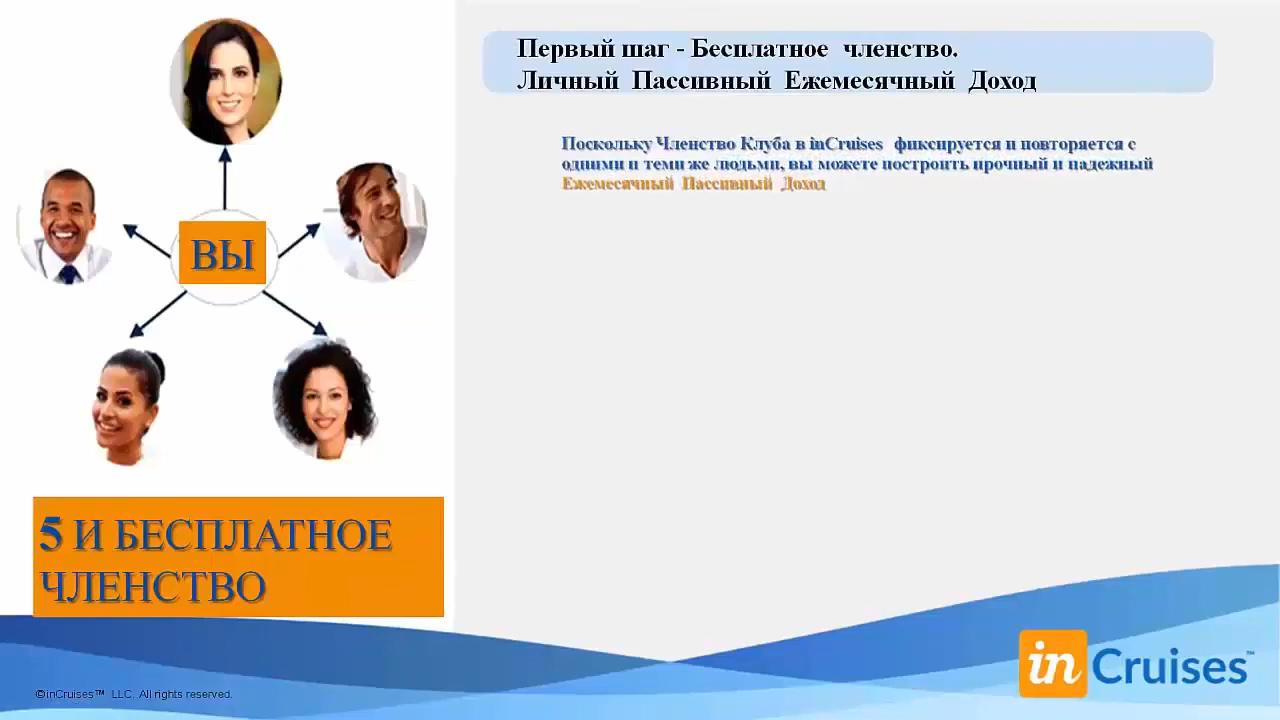 Первый шаг - Бесплатное членство.
Личный Пассивный Ежемесячный Доход
Поскольку Членство Клуба в inCruises фиксируется и повторяется с
одними и теми же людьми, вы можете построить прочный и надежный
Ежемесячный Пассивный Доход
ВЫ
5 И БЕСПЛАТНОЕ
ЧЛЕНСТВО
©inCruises™ LLC. All rights reserved.
inCruises™